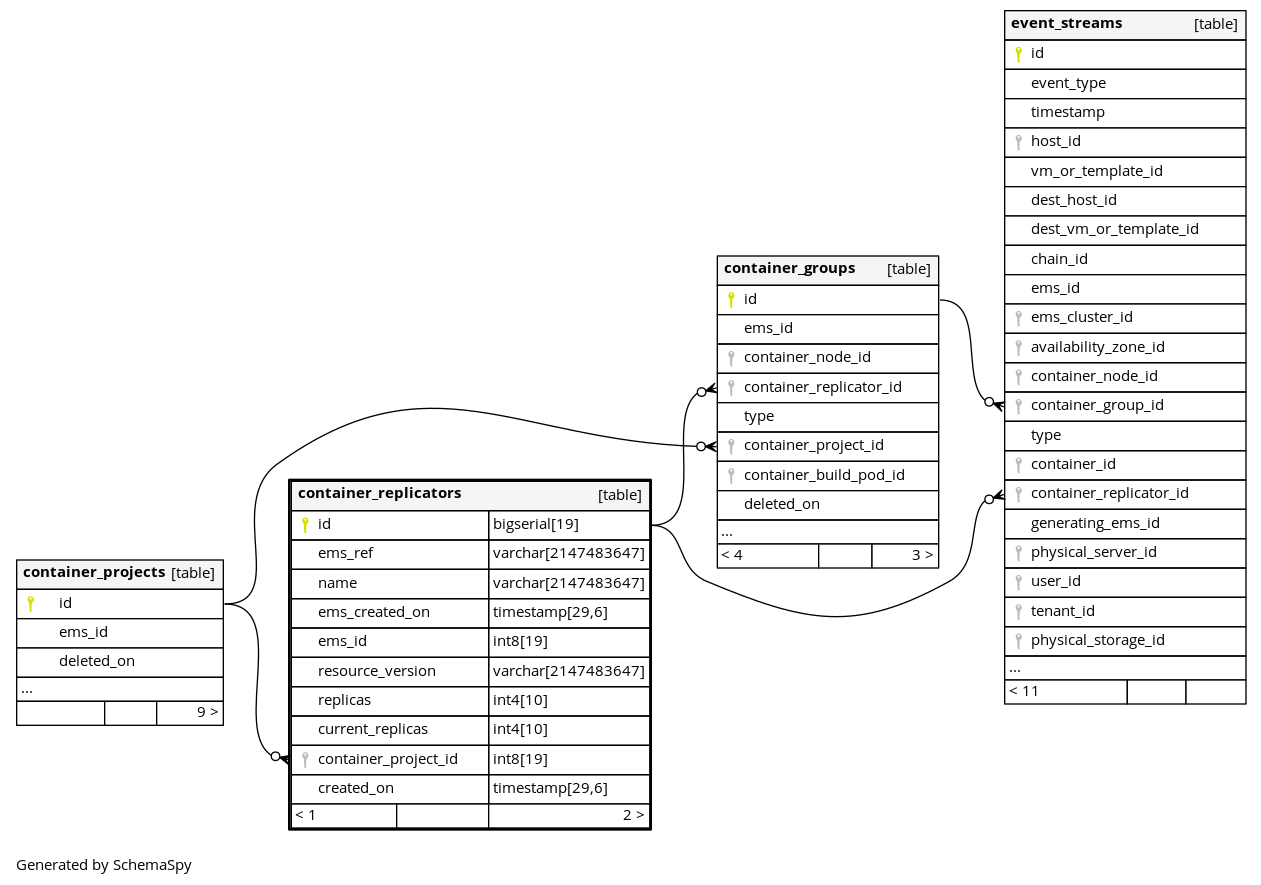 event_streams [table]
id
event_type
timestamp
host_id
vm_or_template_id
dest_host_id
dest_vm_or_template_id
chain_id
ems_id
ems_cluster_id
availability_zone_id
container_node_id
container_group_id
type
container_id
container_replicator_id
generating_ems_id
physical_server_id
user_id
tenant_id
physical_storage_id
...
< 11
container_groups [table]
id
ems_id
container_node_id
container_replicator_id
type
container_project_id
container_build_pod_id
deleted_on
...
< 4 3 >
container_replicators [table]
id bigserial[19]
ems_ref varchar[2147483647]
name varchar[2147483647]
ems_created_on timestamp[29,6]
ems_id int8[19]
resource_version varchar[2147483647]
replicas int4[10]
current_replicas int4[10]
container_project_id int8[19]
created_on timestamp[29,6]
< 1 2 >
container_projects [table]
id
ems_id
deleted_on
...
9 >
Generated by SchemaSpy